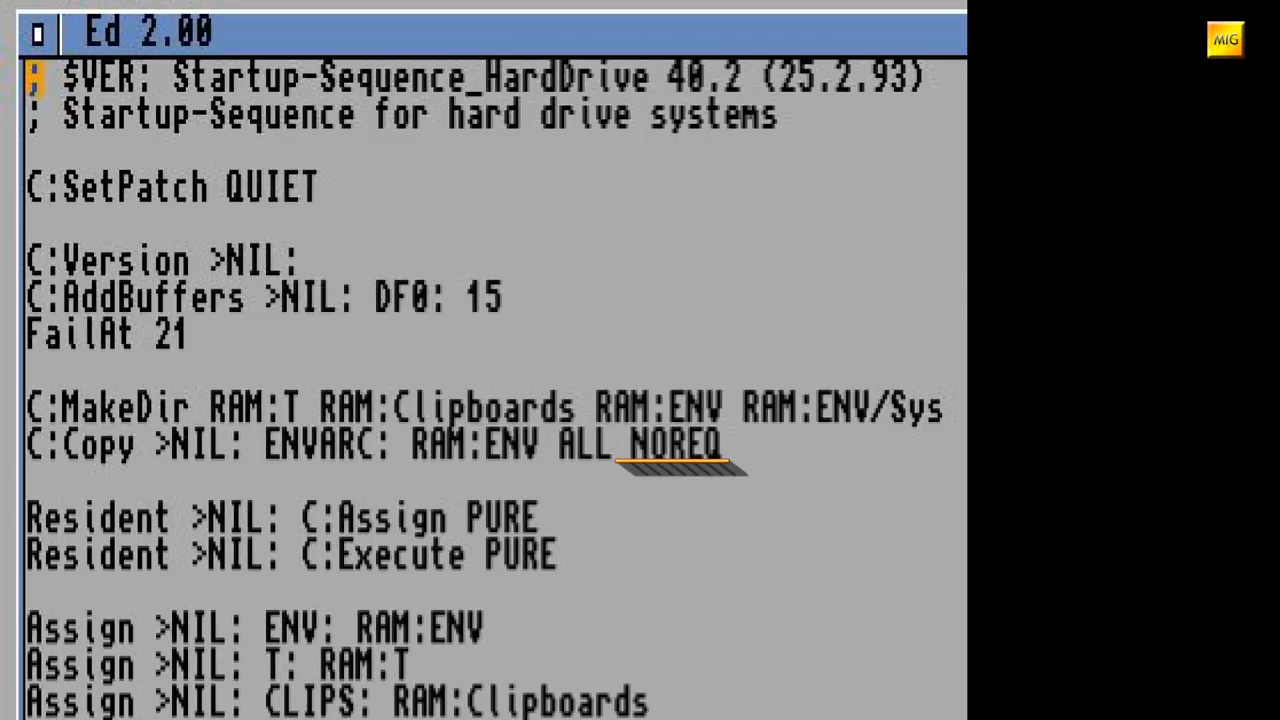 Ed 2.00
MIG
; $VER: Startup-Sequence_HardDrive 40.2 (25.2.93)
; Startup-Sequence for hard drive systems
C:SetPatch QUIET
C:Version >NIL:
C:AddBuffers >NIL: DF0: 15
FailAt 21
C:MakeDir RAM:T RAM:Clipboards RAM:ENV RAM:ENV/Sys
C:Copy >NIL: ENVARC: RAM:ENV ALL NOREQ
Resident >NIL: C:Assign PURE
Resident >NIL: C:Execute PURE
Assign >NIL: ENV: RAM:ENV
Assign >NIL: T: RAM:T
Assign >NIL: CLIPS: RAM:Clipboards